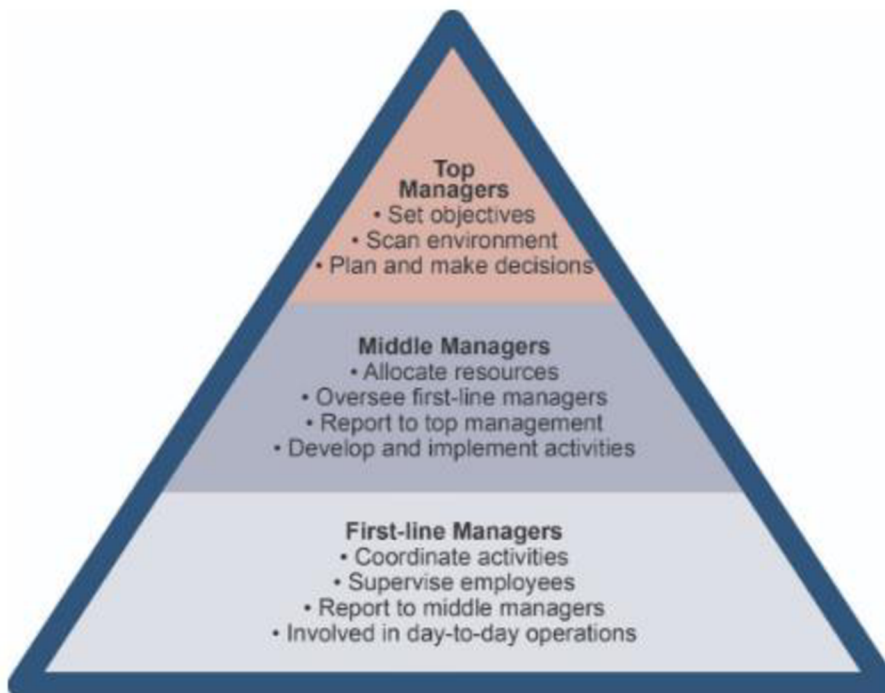 Top
Managers
• Set objectives
• Scan environment
• Plan and make decisions
Middle Managers
• Allocate resources
• Oversee first-line managers
• Report to top management
• Develop and implement activities
First-line Managers
• Coordinate activities
• Supervise employees
• Report to middle managers
• Involved in day-to-day operations